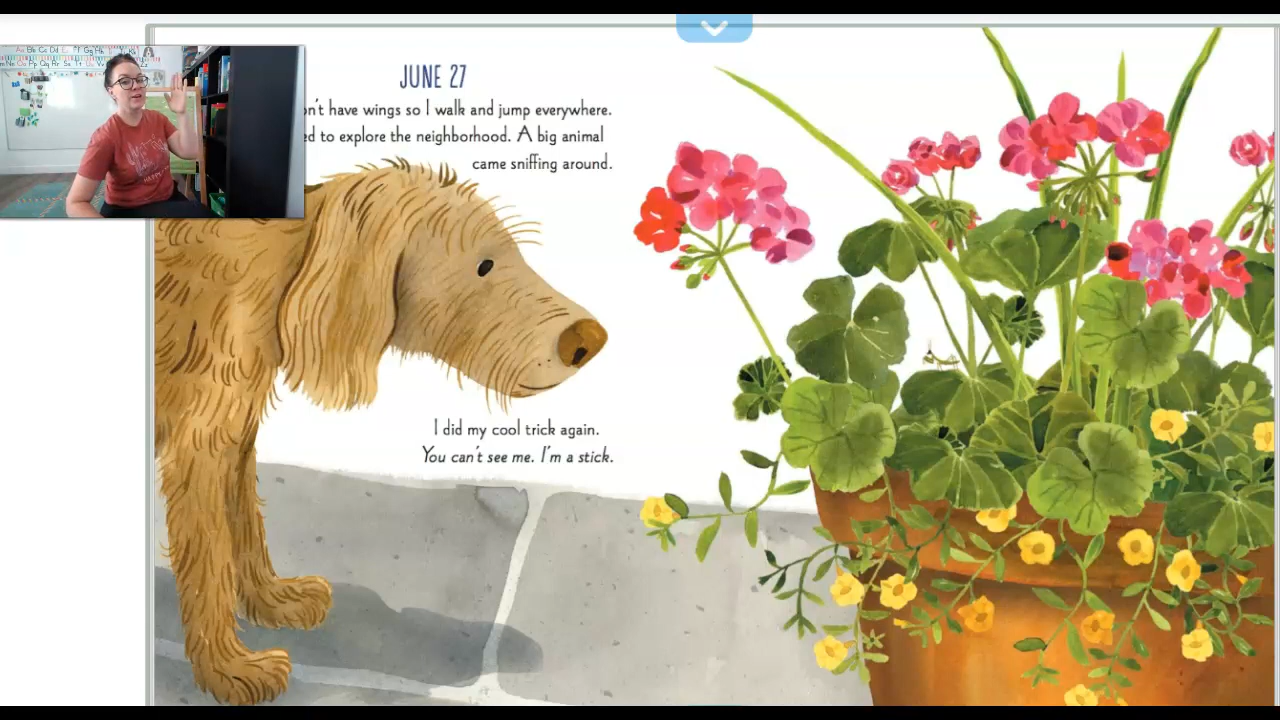 JUNE 27
have wings so I walk and jump everywhere.
to explore the neighborhood. A big animal
came sniffing around.
I did my cool trick again.
You can't see me. I'm a stick.